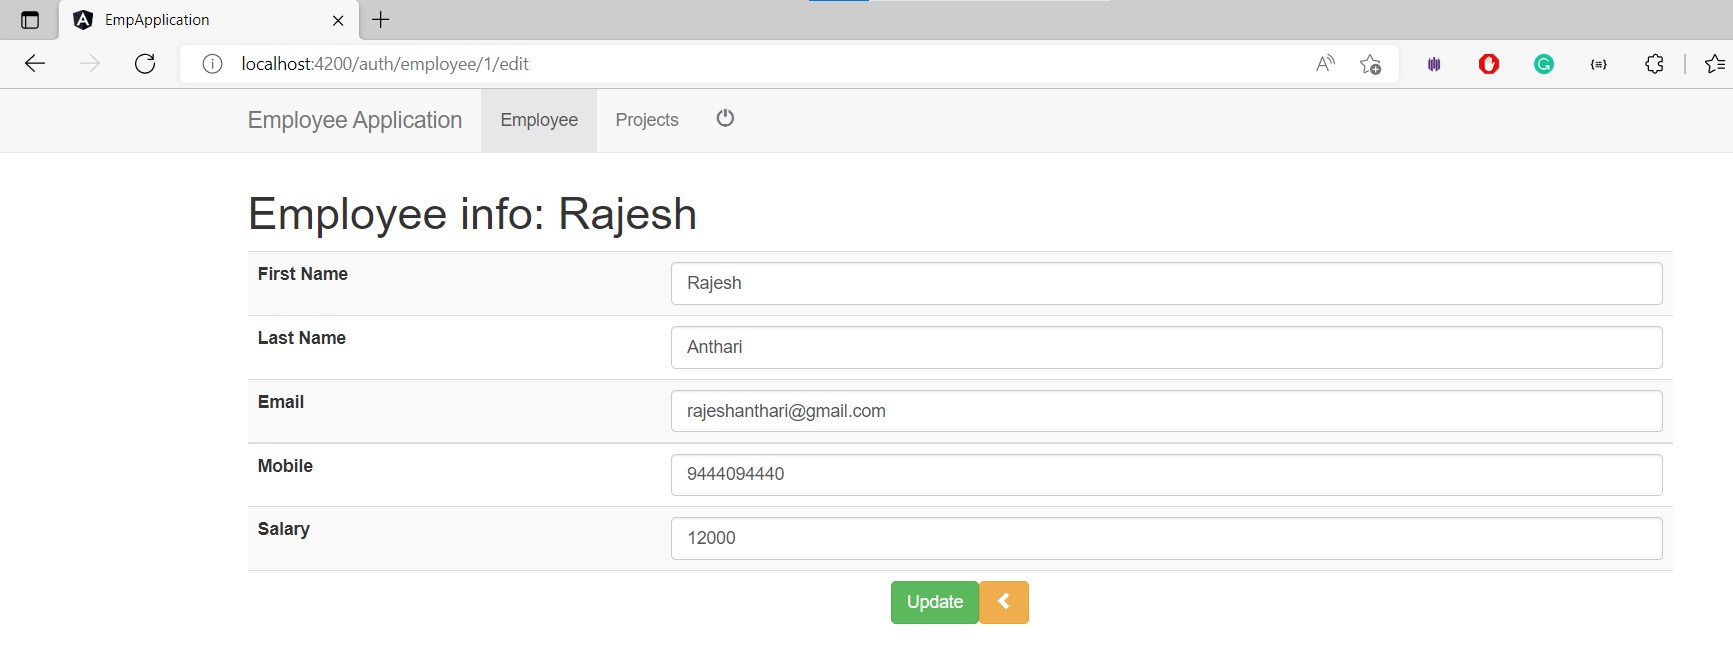 EmpApplication
localhost:4200/auth/employee/1/edit
Employee Application Employee Projects
Employee info: Rajesh
First Name Rajesh
Last Name Anthari
Email rajeshanthari@gmail.com
Mobile 9444094440
Salary 12000
Update